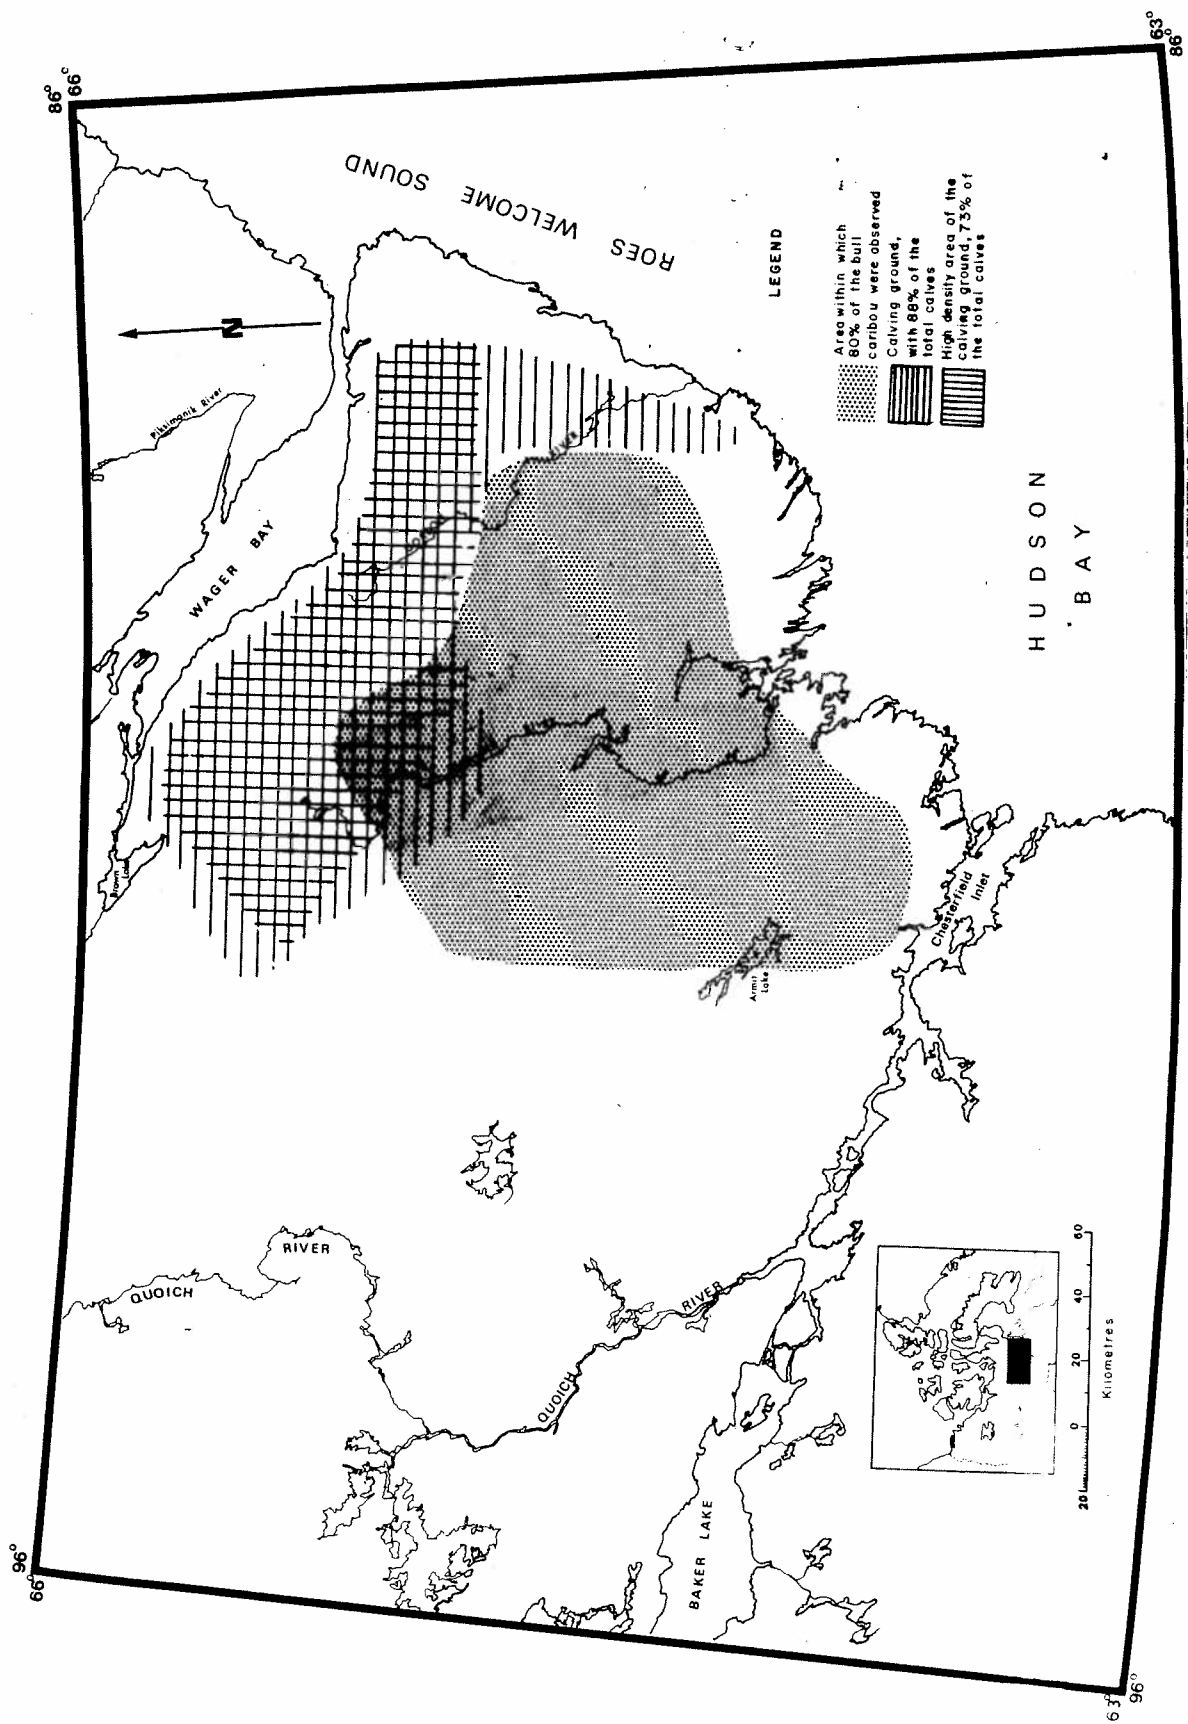 86°
66°
63°
86°
ROES WELCOME SOUND
N
Piksimanik River
WAGER BAY
RIVER
Brown
Lake
LEGEND
Area within which
80% of the bull
caribou were observed
Calving ground,
with 88% of the
total calves
High density area of the
calving ground, 73% of
the total calves
HUDSON
BAY
Armit
Lake
Chesterfield
Inlet
QUOICH
RIVER
QUOICH
RIVER
BAKER LAKE
20
0
20
40
60
Kilometres
96°
66°
63°
96°